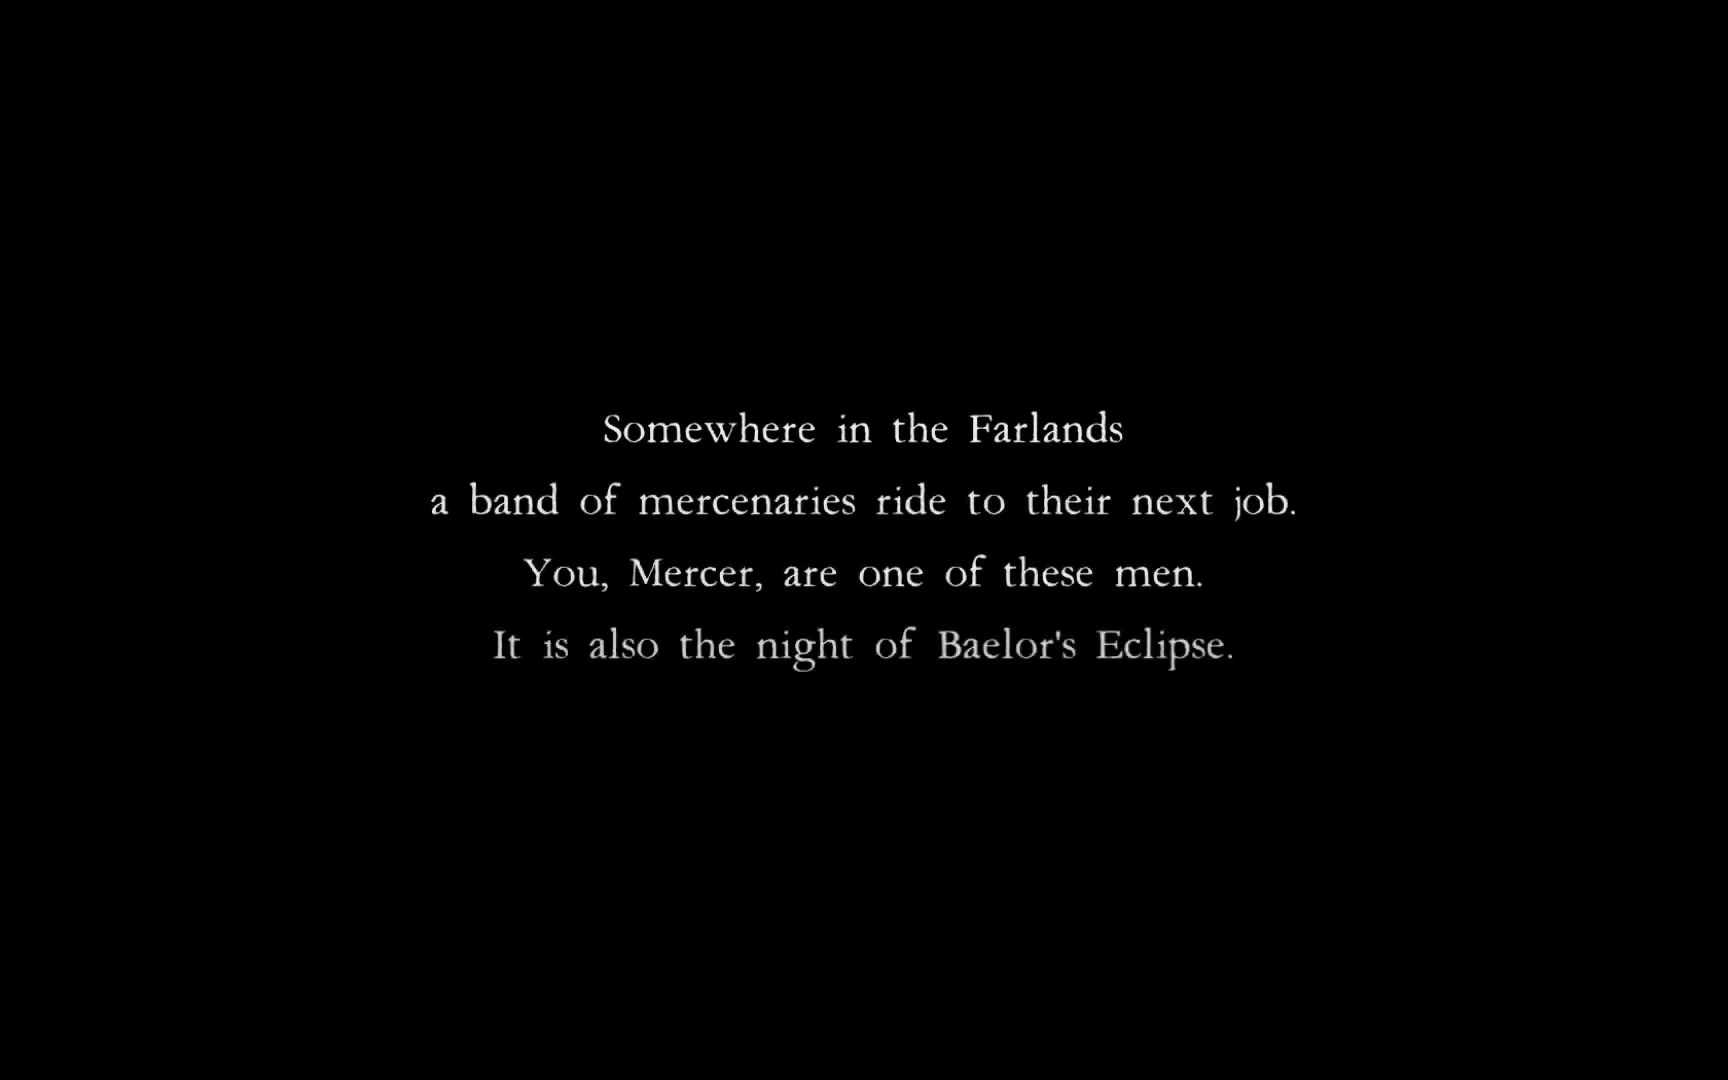 Somewhere in the Farlands
a band of mercenaries ride to their next job.
You, Mercer, are one of these men.
It is also the night of Baelor's Eclipse.